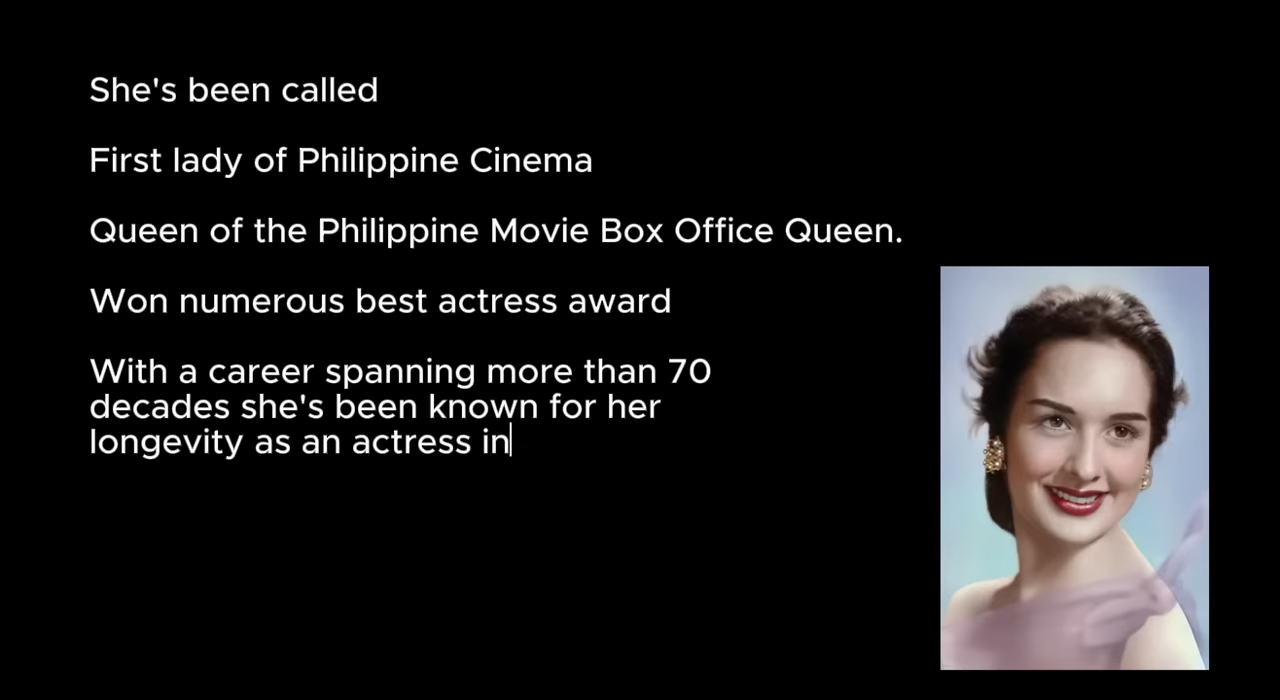 She's been called
First lady of Philippine Cinema
Queen of the Philippine Movie Box Office Queen.
Won numerous best actress award
With a career spanning more than 70
decades she's been known for her
longevity as an actress in